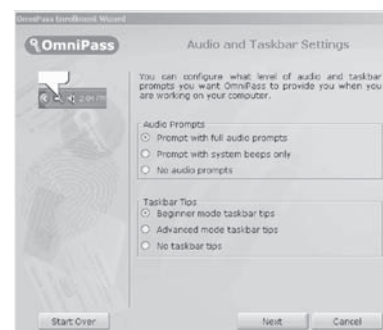 OmniPass Enrollment Wizard
OmniPass
Audio and Taskbar Settings
You can configure what level of audio and taskbar
prompts you want OmniPass to provide you when you
are working on your computer.
2:04 PM
Audio Prompts
Prompt with full audio prompts
Prompt with system beeps only
No audio prompts
Taskbar Tips
Beginner mode taskbar tips
Advanced mode taskbar tips
No taskbar tips
Start Over
Next
Cancel